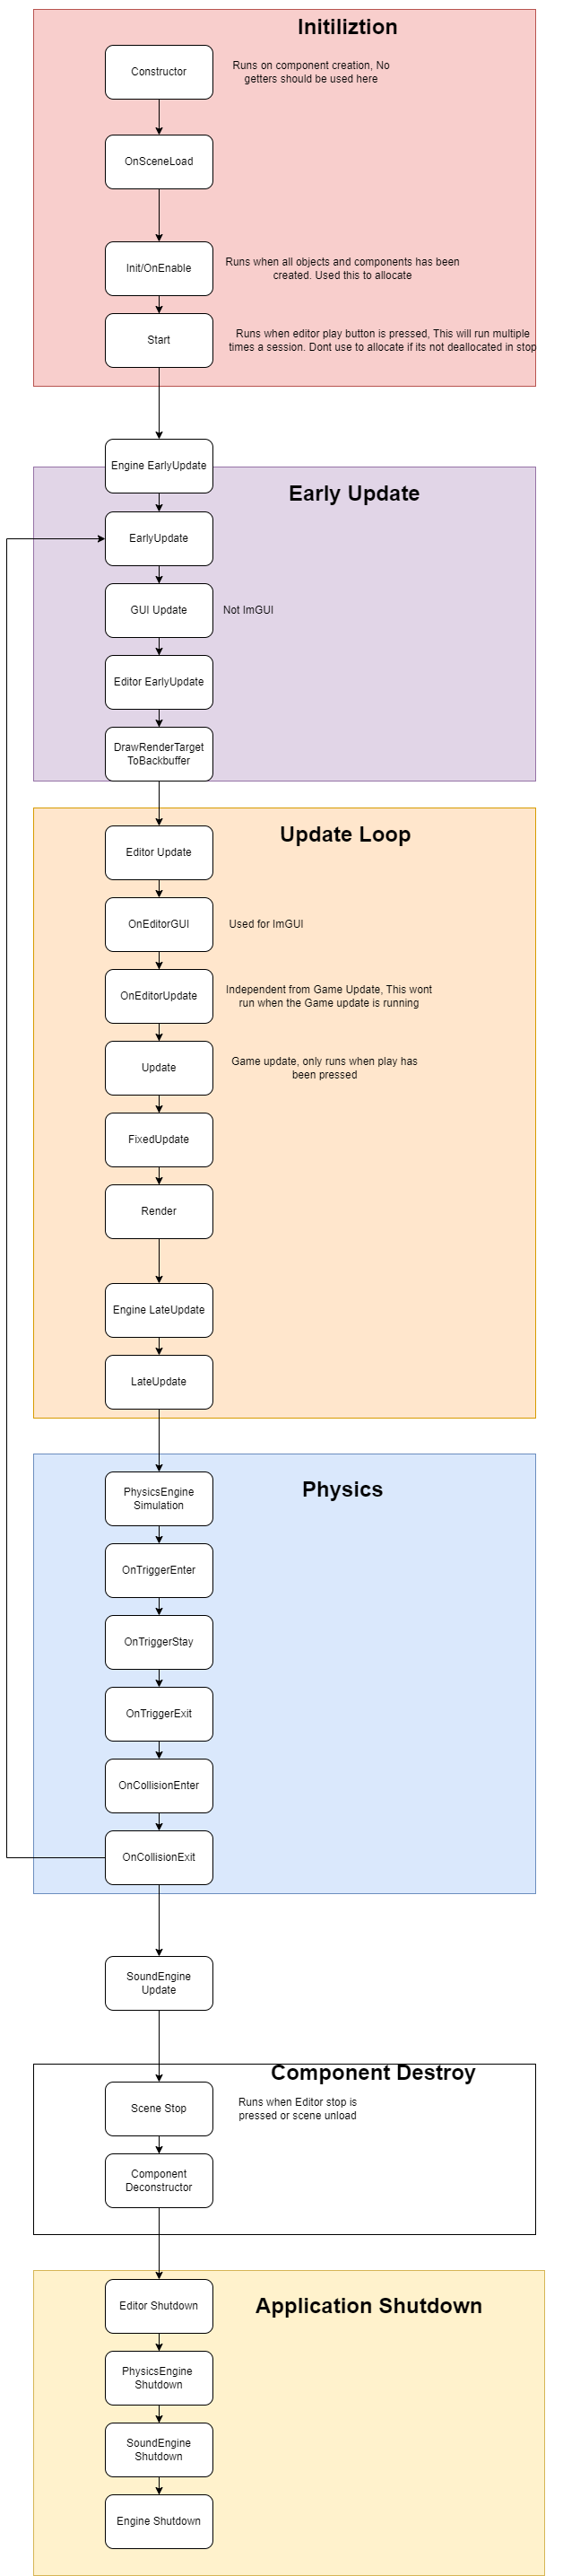 Initiliztion
Constructor
Runs on component creation, No
getters should be used here
OnSceneLoad
Init/OnEnable
Runs when all objects and components has been
created. Used this to allocate
Start
Runs when editor play button is pressed, This will run multiple
times a session. Dont use to allocate if its not deallocated in stop
Engine EarlyUpdate
Early Update
EarlyUpdate
GUI Update
Not ImGUI
Editor EarlyUpdate
DrawRenderTarget
ToBackbuffer
Update Loop
Editor Update
OnEditorGUI
Used for ImGUI
OnEditorUpdate
Independent from Game Update, This wont
run when the Game update is running
Update
Game update, only runs when play has
been pressed
FixedUpdate
Render
Engine LateUpdate
LateUpdate
Physics
PhysicsEngine
Simulation
OnTriggerEnter
OnTriggerStay
OnTriggerExit
OnCollisionEnter
OnCollisionExit
SoundEngine
Update
Component Destroy
Scene Stop
Runs when Editor stop is
pressed or scene unload
Component
Deconstructor
Application Shutdown
Editor Shutdown
PhysicsEngine
Shutdown
SoundEngine
Shutdown
Engine Shutdown